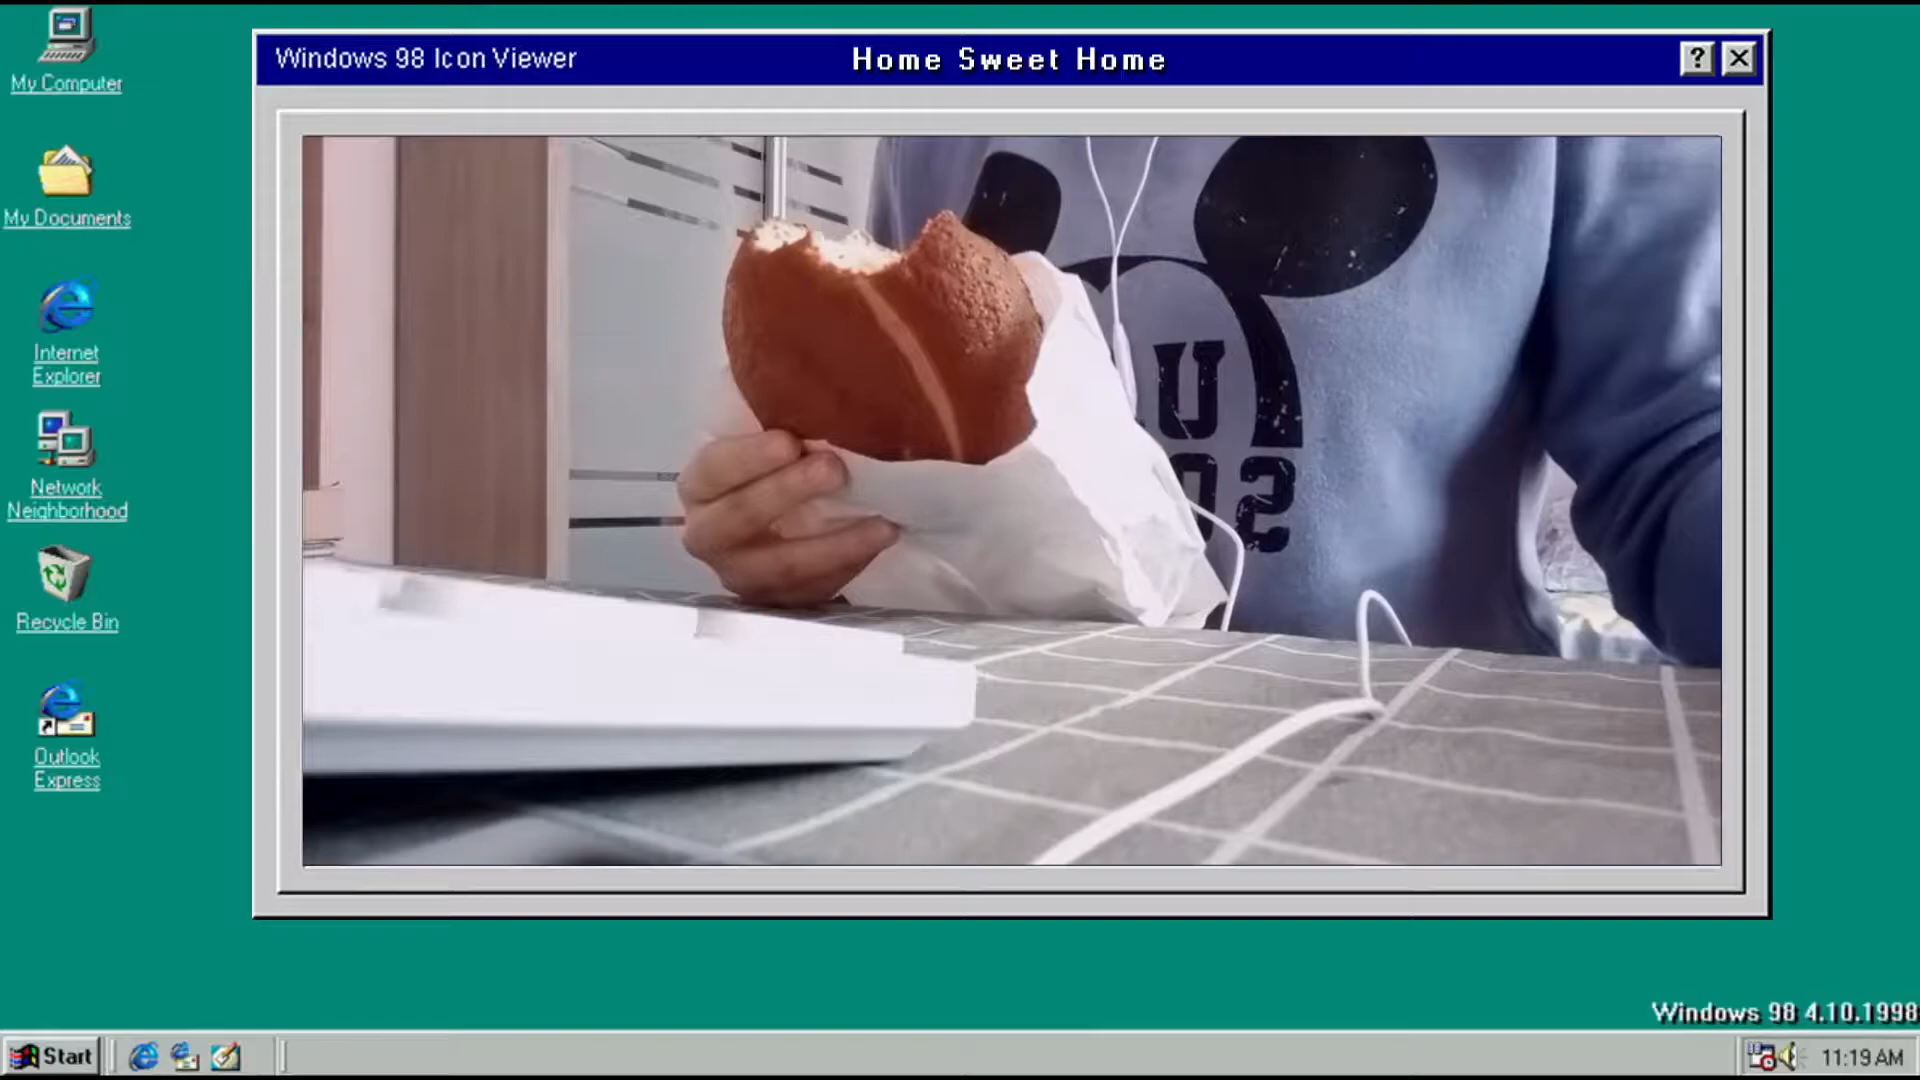 My Computer
My Documents
Internet
Explorer
Network
Neighborhood
Recycle Bin
Outlook
Express
Windows 98 Icon Viewer
Home Sweet Home
?
U
02
Windows 98 4.10.1998
Start
11:19 AM